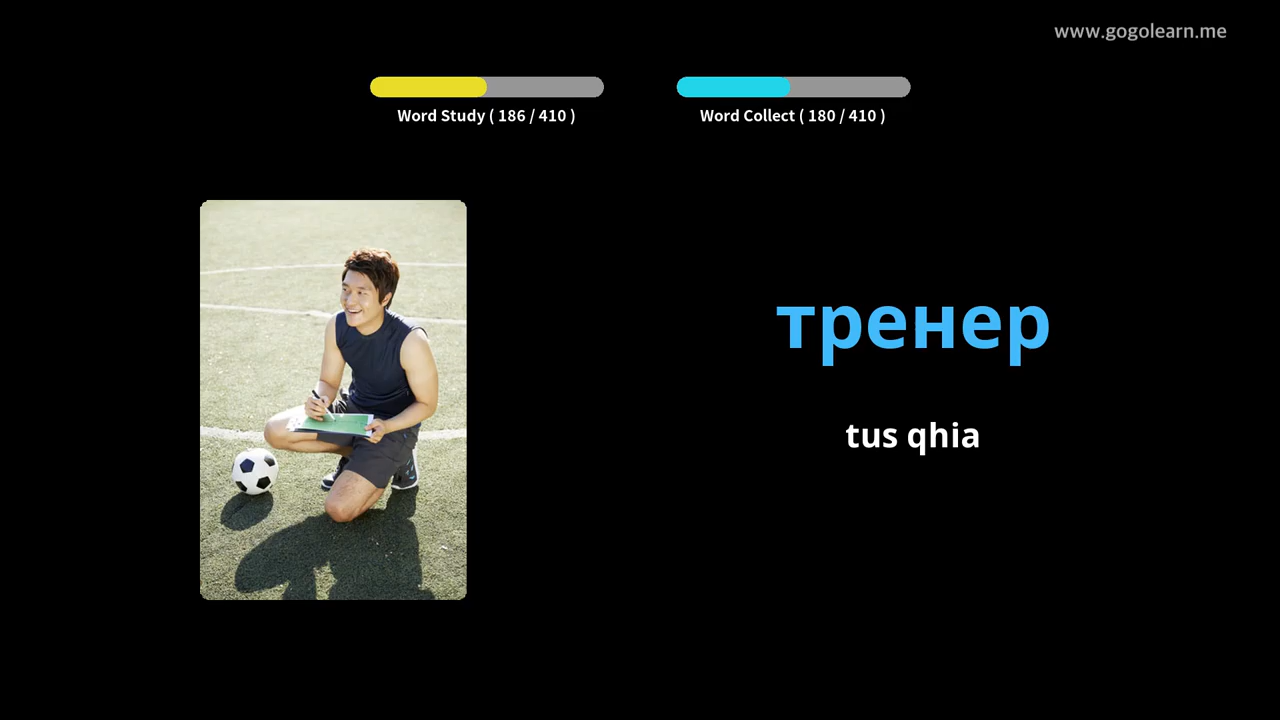 www.gogolearn.me
Word Study ( 186 / 410 )
Word Collect ( 180 / 410 )
тренер
tus qhia